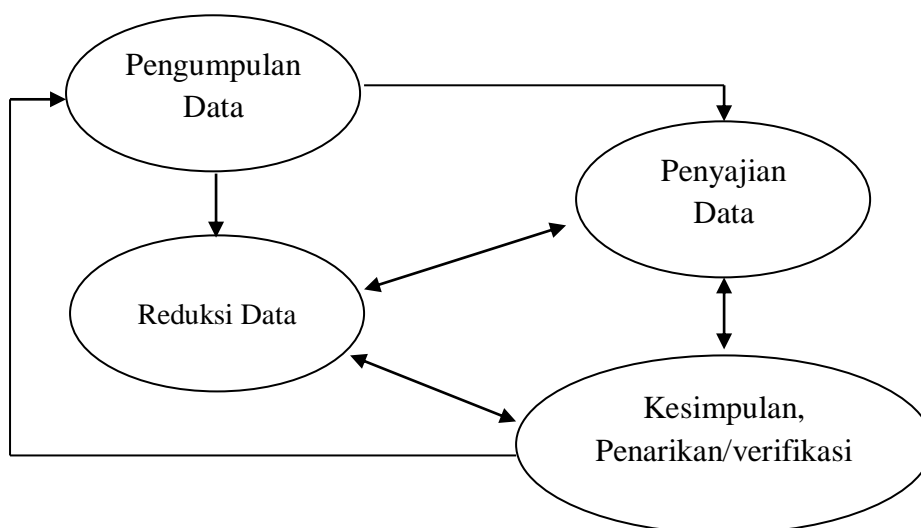 Pengumpulan
Data
Penyajian
Data
Reduksi Data
Kesimpulan,
Penarikan/verifikasi